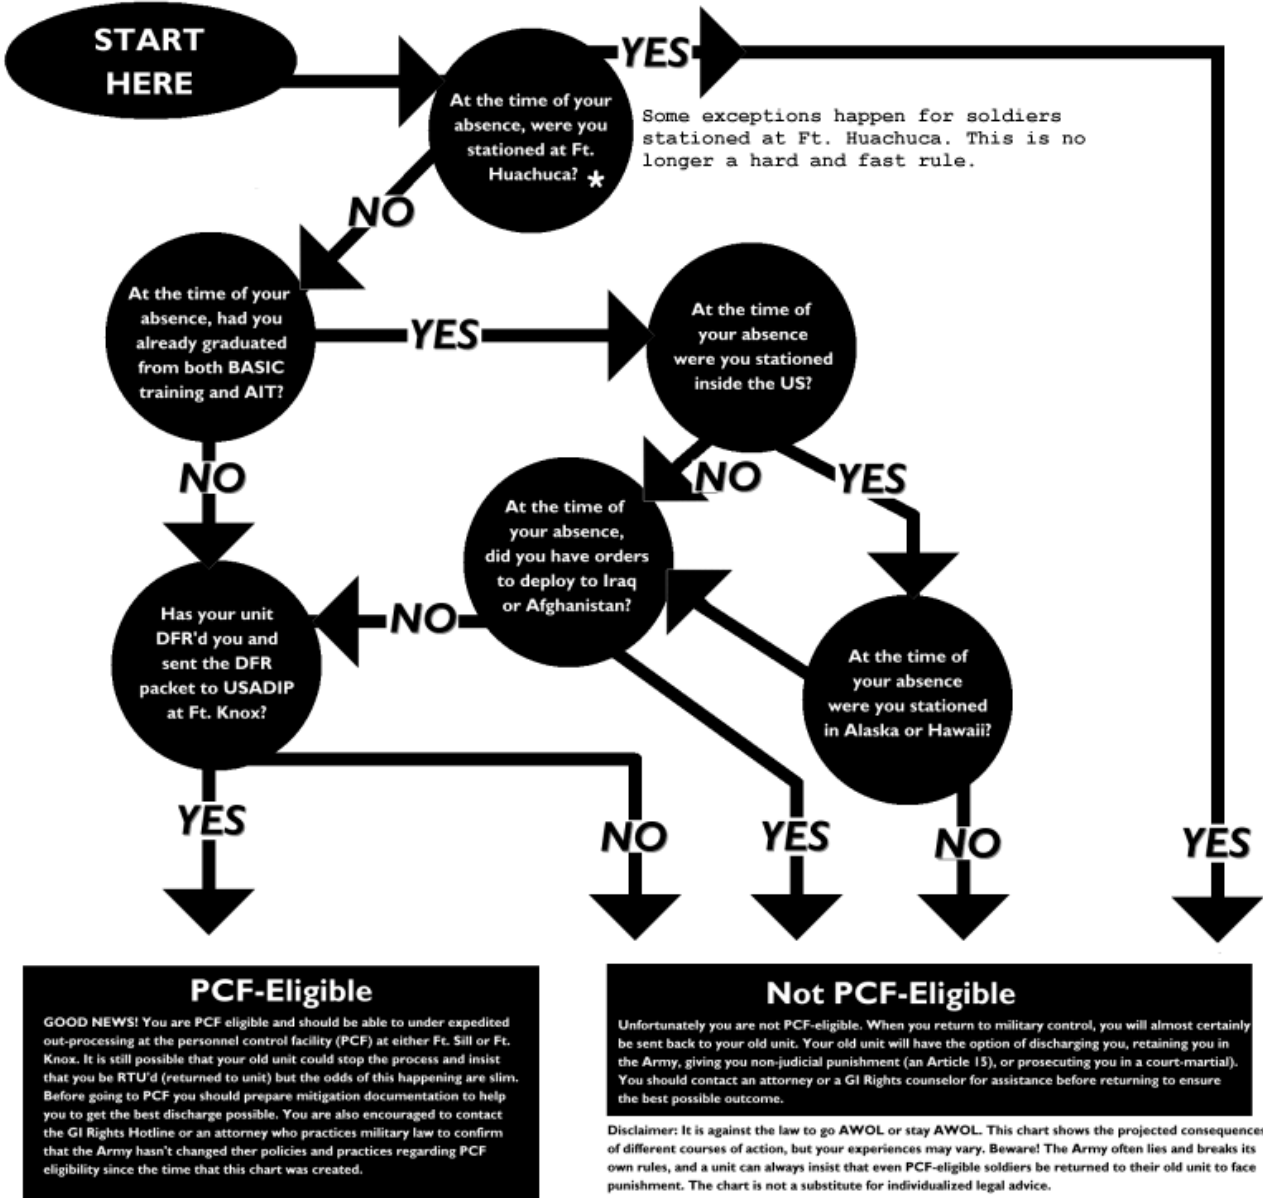 START
HERE
YES
At the time of your
absence, were you
stationed at Ft.
Huachuca? *
Some exceptions happen for soldiers
stationed at Ft. Huachuca. This is no
longer a hard and fast rule.
NO
At the time of your
absence, had you
already graduated
from both BASIC
training and AIT?
YES
At the time of
your absence
were you stationed
inside the US?
NO
NO
YES
At the time of
your absence,
did you have orders
to deploy to Iraq
or Afghanistan?
NO
Has your unit
DFR'd you and
sent the DFR
packet to USADIP
at Ft. Knox?
At the time of
your absence
were you stationed
in Alaska or Hawaii?
YES
NO
YES
NO
YES
PCF-Eligible
GOOD NEWS! You are PCF eligible and should be able to under expedited
out-processing at the personnel control facility (PCF) at either Ft. Sill or Ft.
Knox. It is still possible that your old unit could stop the process and insist
that you be RTU'd (returned to unit) but the odds of this happening are slim.
Before going to PCF you should prepare mitigation documentation to help
you to get the best discharge possible. You are also encouraged to contact
the GI Rights Hotline or an attorney who practices military law to confirm
that the Army hasn't changed ther policies and practices regarding PCF
eligibility since the time that this chart was created.
Not PCF-Eligible
Unfortunately you are not PCF-eligible. When you return to military control, you will almost certainly
be sent back to your old unit. Your old unit will have the option of discharging you, retaining you in
the Army, giving you non-judicial punishment (an Article 15), or prosecuting you in a court-martial).
You should contact an attorney or a GI Rights counselor for assistance before returning to ensure
the best possible outcome.
Disclaimer: It is against the law to go AWOL or stay AWOL. This chart shows the projected consequences
of different courses of action, but your experiences may vary. Beware! The Army often lies and breaks its
own rules, and a unit can always insist that even PCF-eligible soldiers be returned to their old unit to face
punishment. The chart is not a substitute for individualized legal advice.